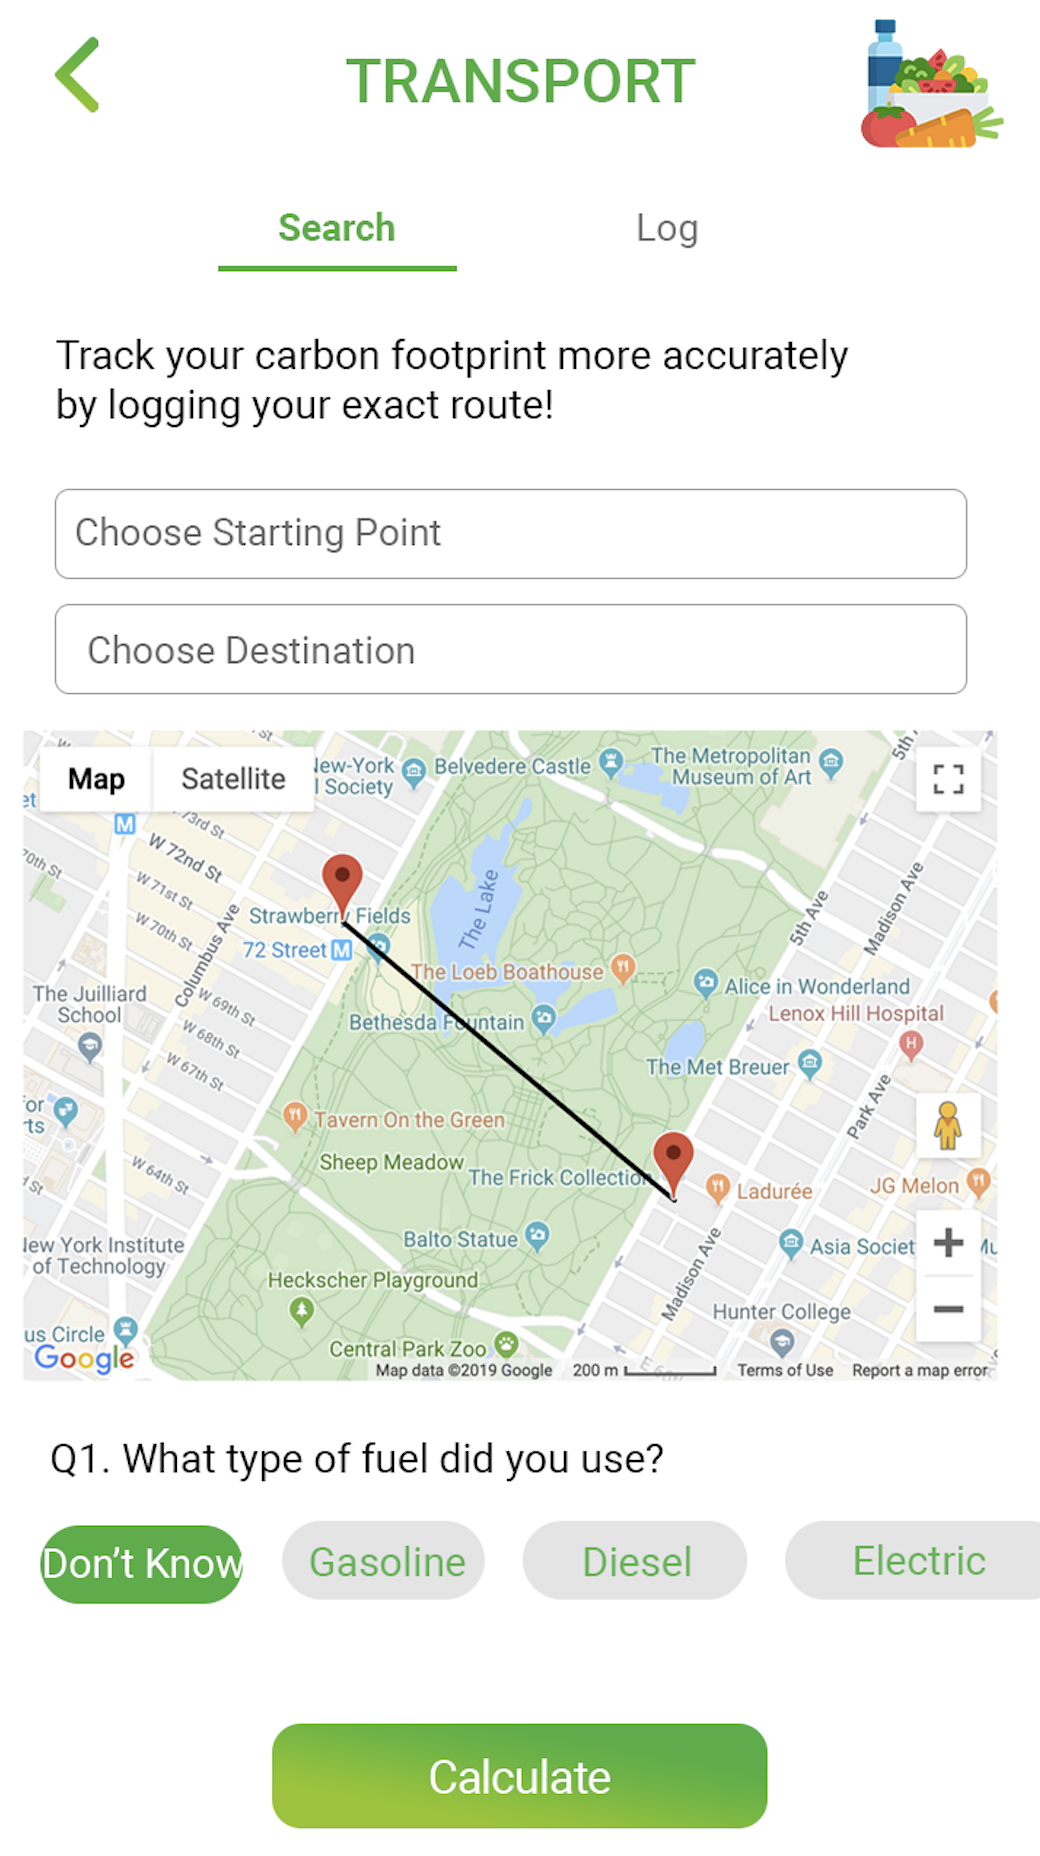 TRANSPORT
Search
Log
Track your carbon footprint more accurately
by logging your exact route!
Choose Starting Point
Choose Destination
Map
Satellite
New-York
Society
Belvedere Castle
The Metropolitan
Museum of Art
5th
M
73rd St
W 72nd St
70th St
W 71st St
W 70th St
Columbus Ave
Strawberry Fields
72 Street M
The Lake
5th Ave
Madison Ave
The Loeb Boathouse
Alice in Wonderland
The Juilliard
School
W 69th St
W 68th St
W 67th St
Bethesda Fountain
Lenox Hill Hospital
H
The Met Breuer
Park Ave
Tavern On the Green
Sheep Meadow
The Frick Collection
W 64th St
Ladurée
JG Melon
Balto Statue
Asia Societ
New York Institute
of Technology
Heckscher Playground
Madison Ave
Hunter College
us Circle
Central Park Zoo
Google
Map data ©2019 Google
200 m
Terms of Use
Report a map error
Q1. What type of fuel did you use?
Don't Know
Gasoline
Diesel
Electric
Calculate